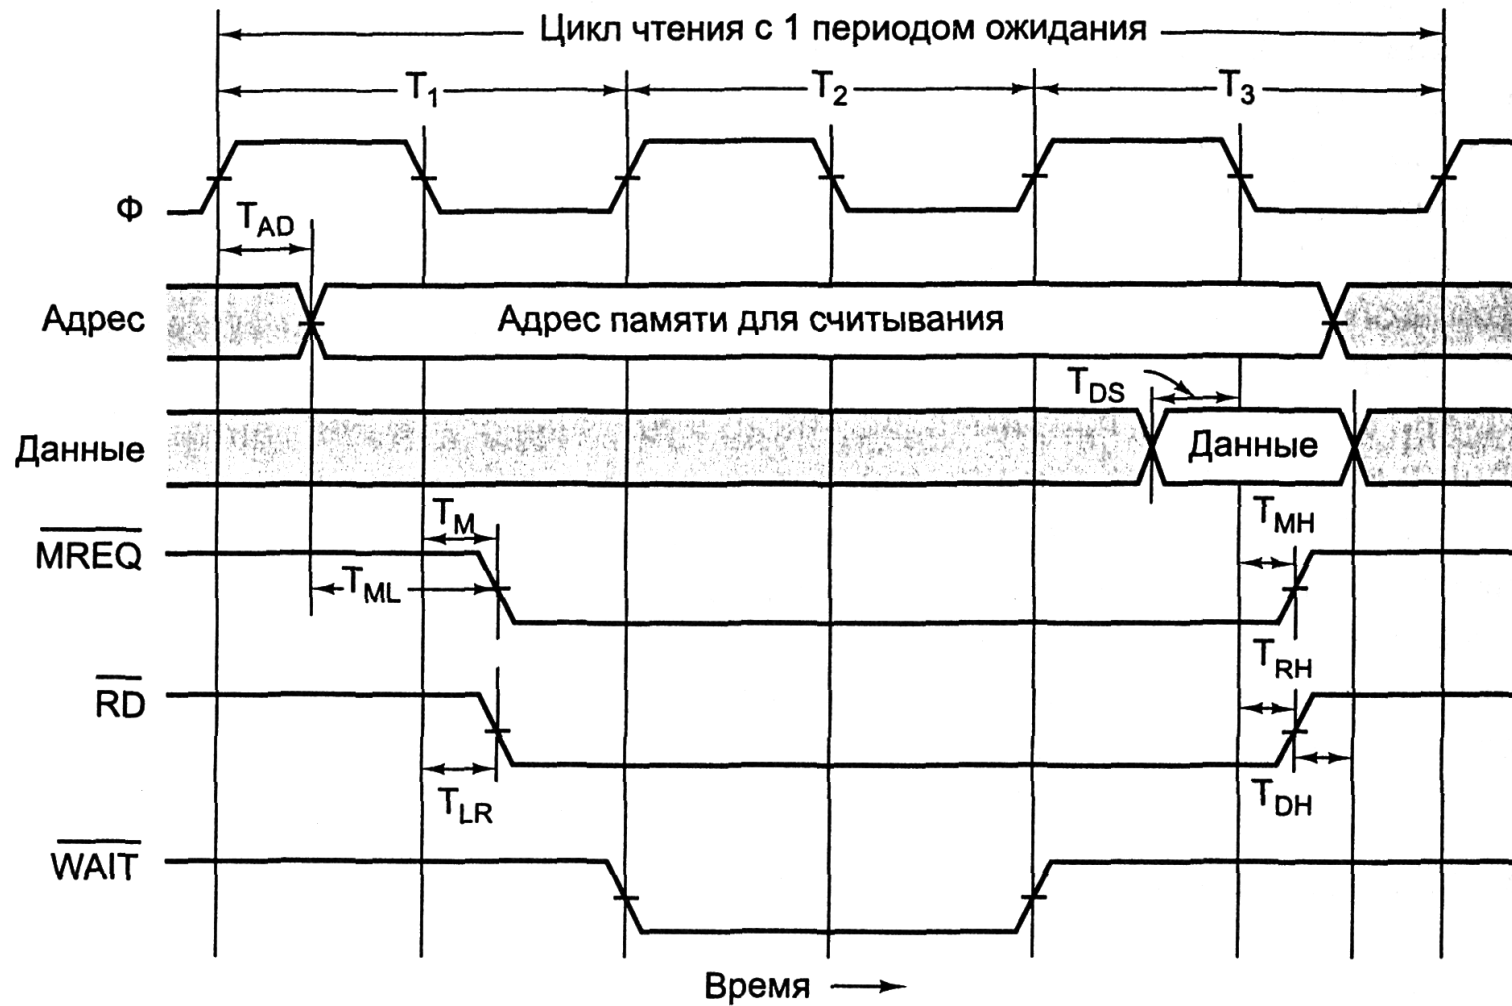 Цикл чтения с 1 периодом ожидания
T1 T2 T3
Φ
TAD
Адрес
Адрес памяти для считывания
TDS
Данные
Данные
TM
TMH
MREQ
TML
TRH
RD
TLR
TDH
WAIT
Время